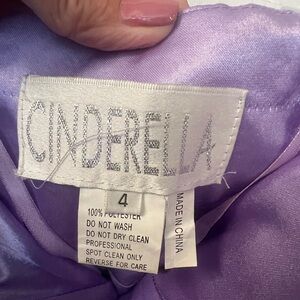 CINDERELLA
4
100% POLYESTER
DO NOT WASH
DO NOT DRY CLEAN
PROFESSIONAL
SPOT CLEAN ONLY
REVERSE FOR CARE
MADE IN CHINA